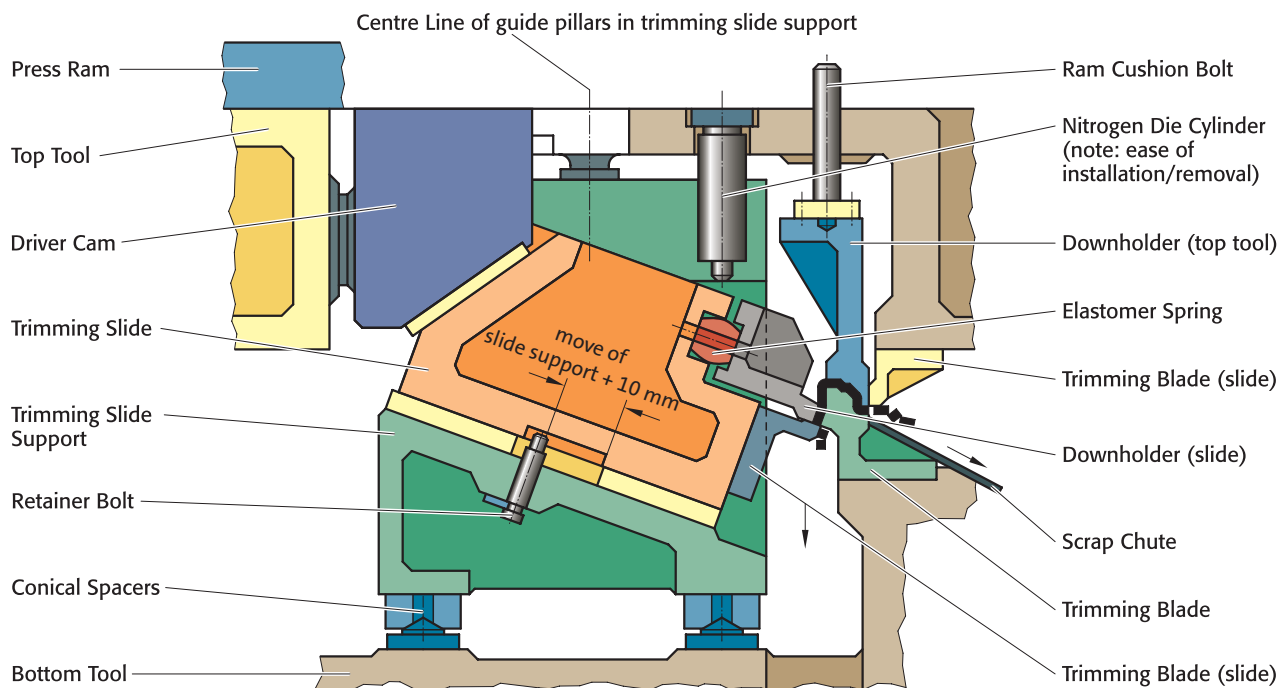 Centre Line of guide pillars in trimming slide support
Press Ram
Top Tool
Driver Cam
Trimming Slide
Trimming Slide
Support
Retainer Bolt
Conical Spacers
Bottom Tool
move of
slide support + 10 mm
Ram Cushion Bolt
Nitrogen Die Cylinder
(note: ease of
installation/removal)
Downholder (top tool)
Elastomer Spring
Trimming Blade (slide)
Downholder (slide)
Scrap Chute
Trimming Blade
Trimming Blade (slide)